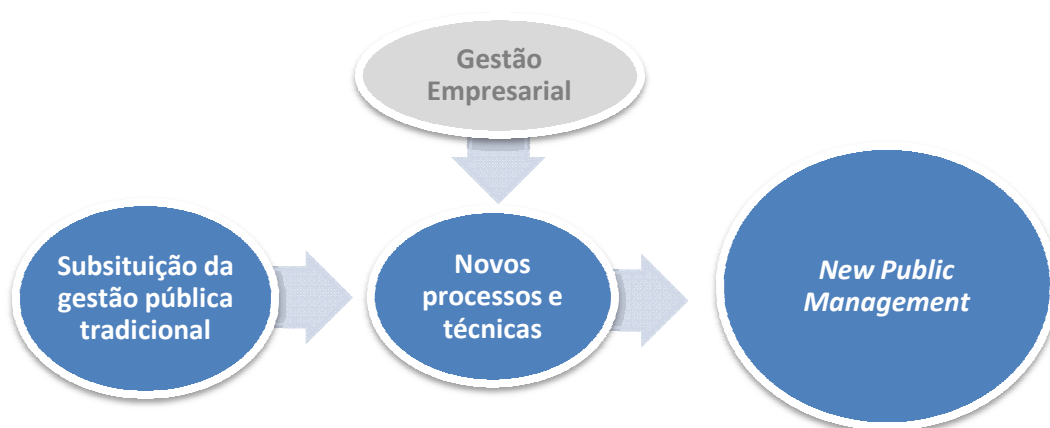 Gestão
Empresarial
Subsituição da
gestão pública
tradicional
Novos
processos e
técnicas
New Public
Management